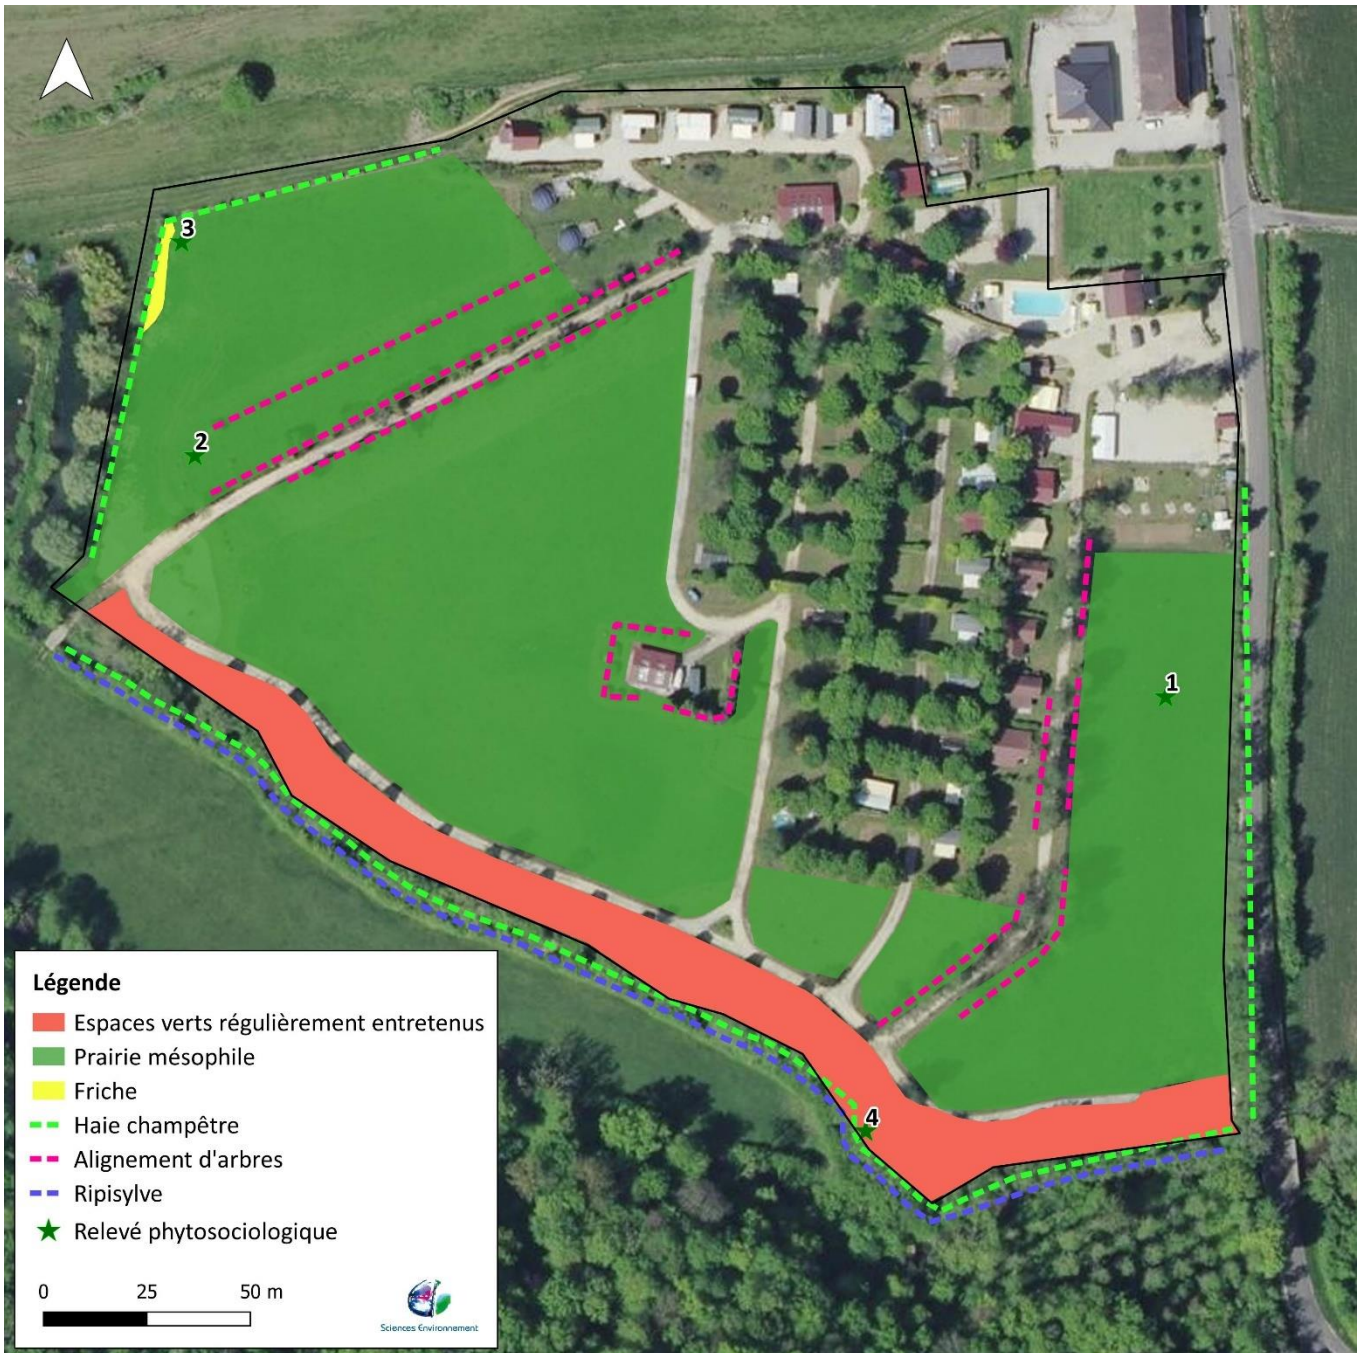 3
2
1
4
Légende
Espaces verts régulièrement entretenus
Prairie mésophile
Friche
Haie champêtre
Alignement d'arbres
Ripisylve
Relevé phytosociologique
0 25 50 m
Sciences Environnement